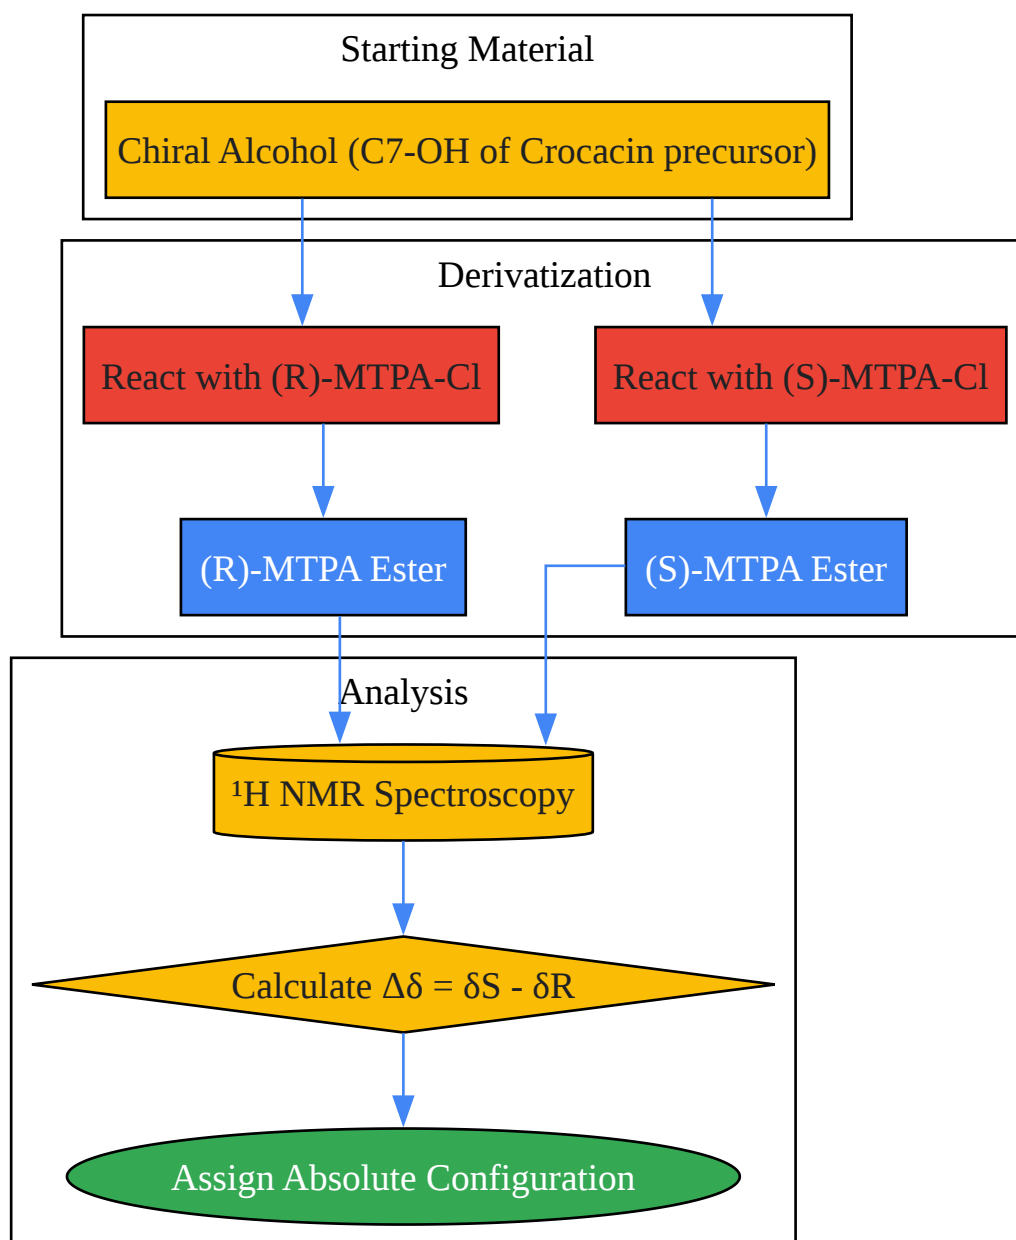 Starting Material
Chiral Alcohol (C7-OH of Crocacin precursor)
Derivatization
React with (R)-MTPA-Cl
React with (S)-MTPA-Cl
(R)-MTPA Ester
(S)-MTPA Ester
Analysis
¹H NMR Spectroscopy
Calculate Δδ = δS - δR
Assign Absolute Configuration